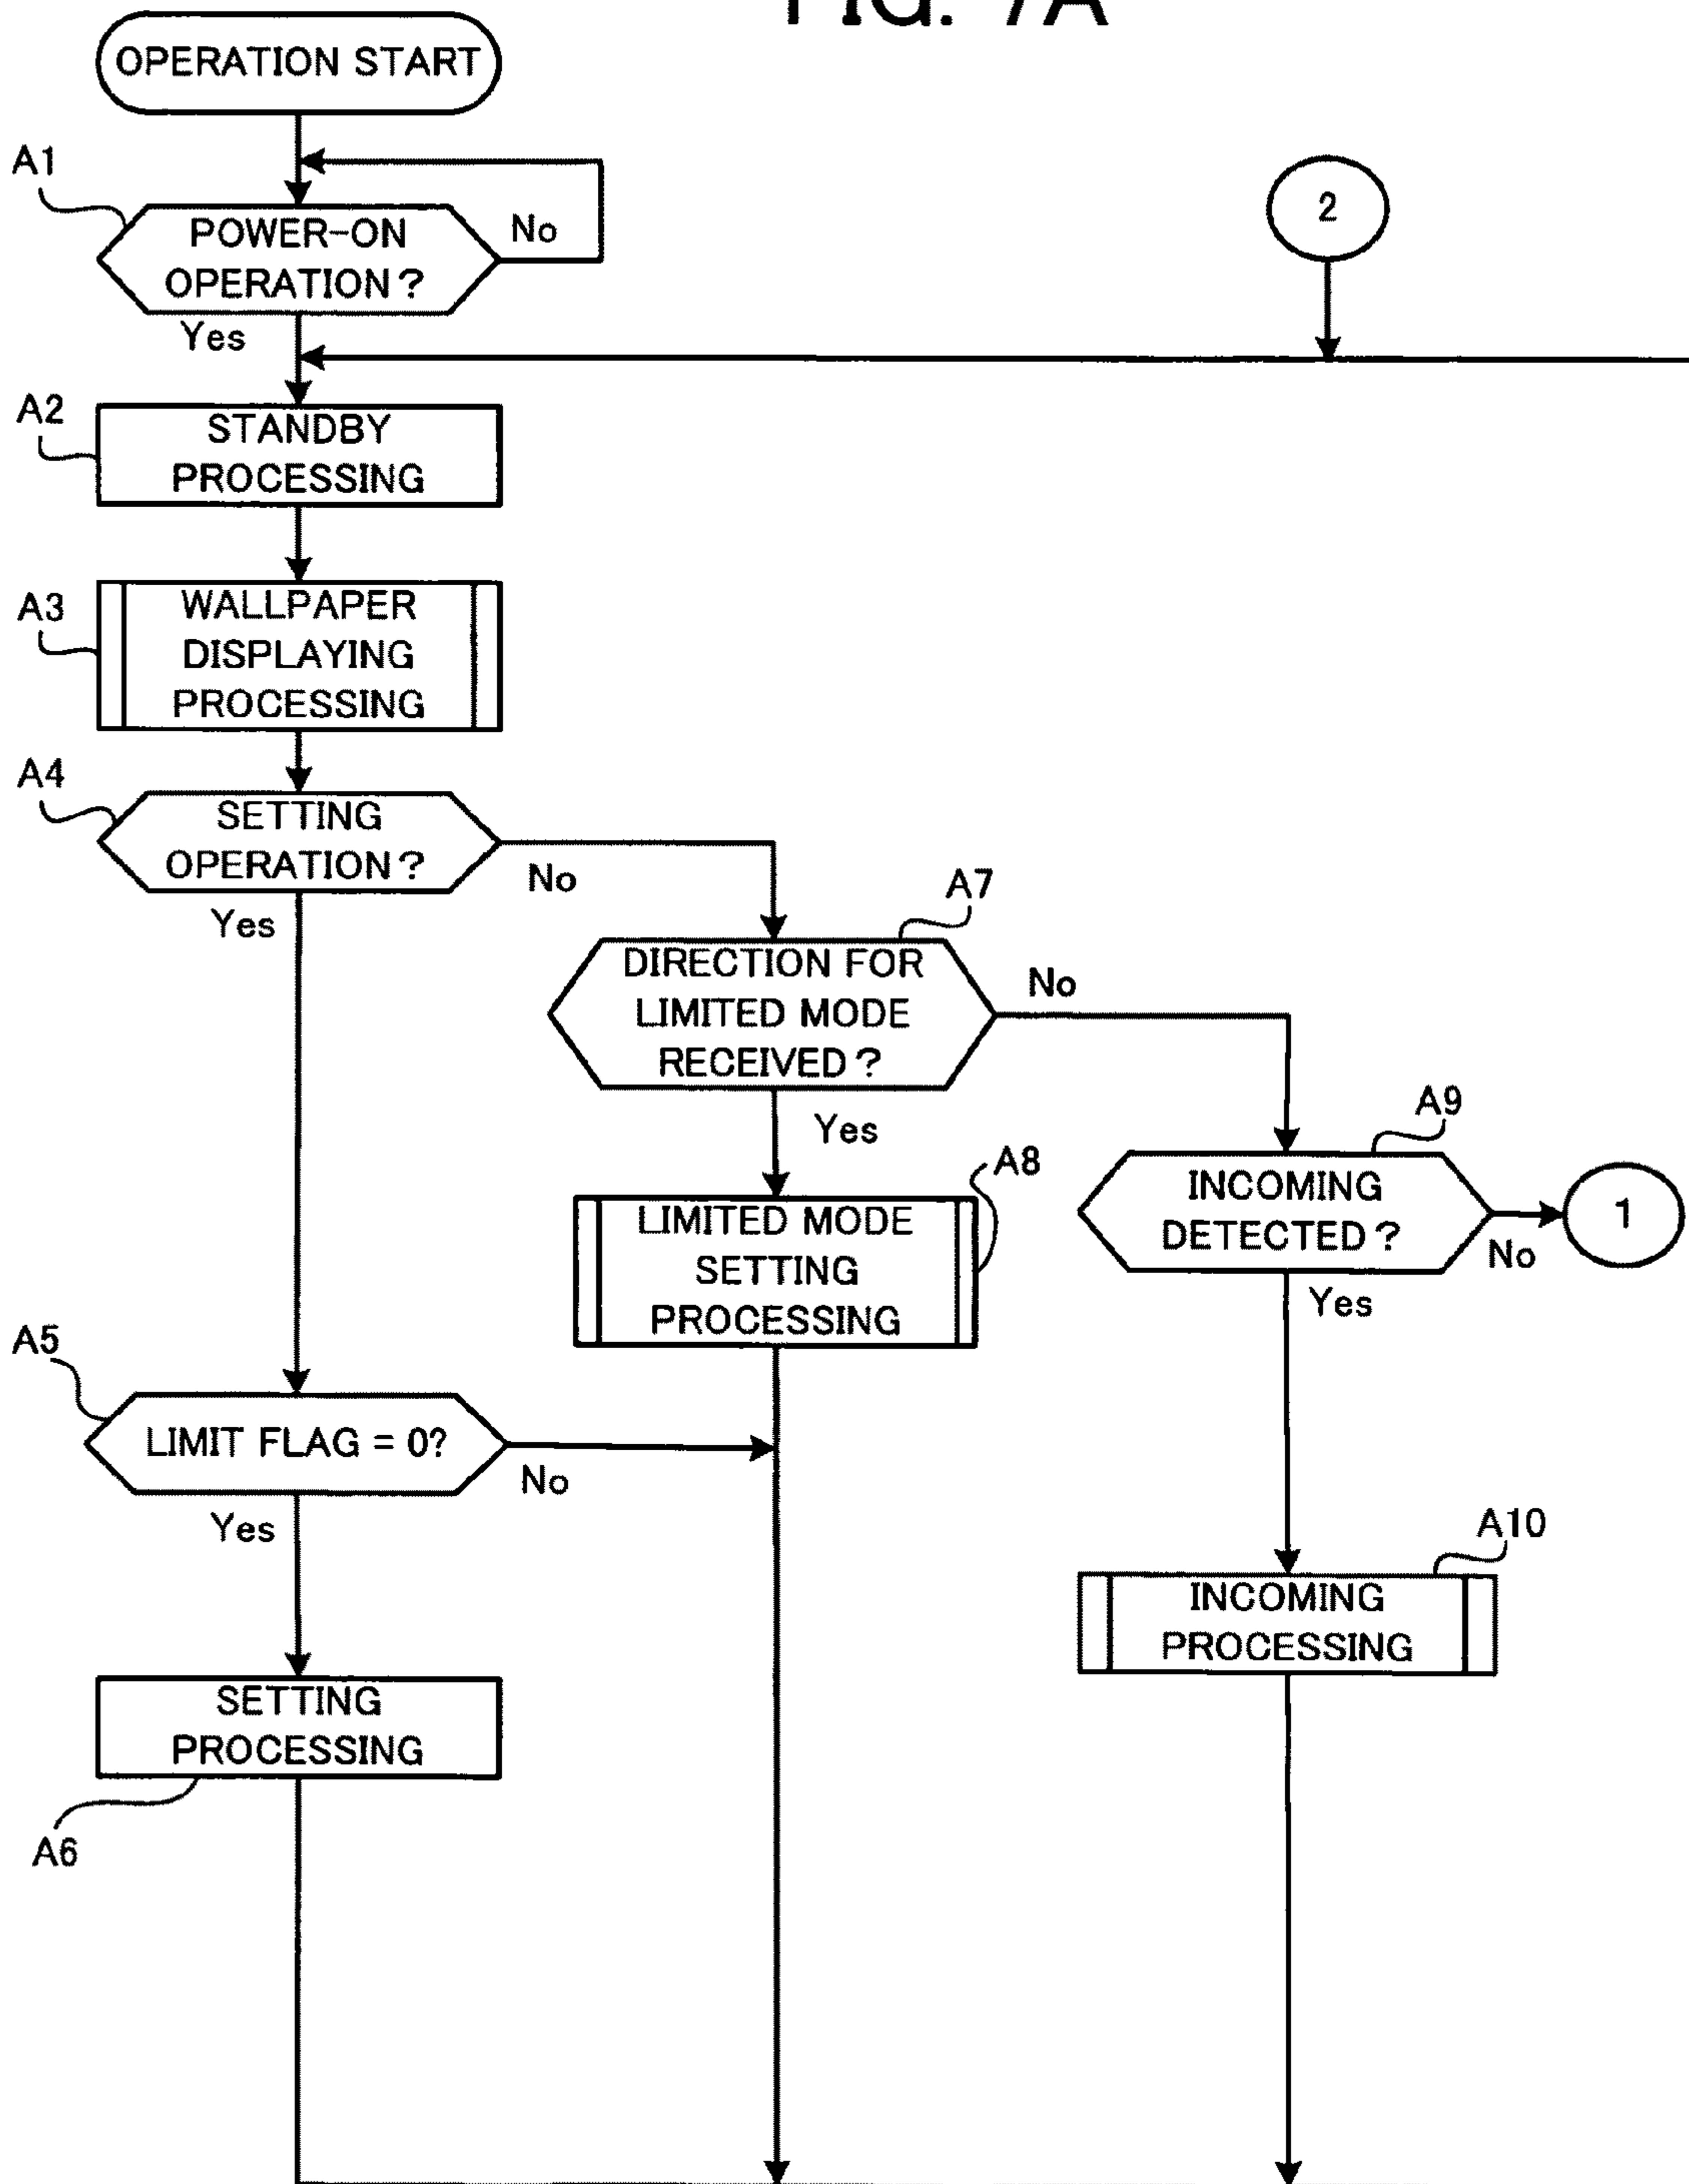 FIG. 7A
OPERATION START
A1
POWER-ON
OPERATION?
No
Yes
2
A2
STANDBY
PROCESSING
A3
WALLPAPER
DISPLAYING
PROCESSING
A4
SETTING
OPERATION?
No
Yes
A7
DIRECTION FOR
LIMITED MODE
RECEIVED?
No
Yes
A8
LIMITED MODE
SETTING
PROCESSING
A9
INCOMING
DETECTED?
No
1
Yes
A5
LIMIT FLAG = 0?
No
Yes
A10
INCOMING
PROCESSING
SETTING
PROCESSING
A6